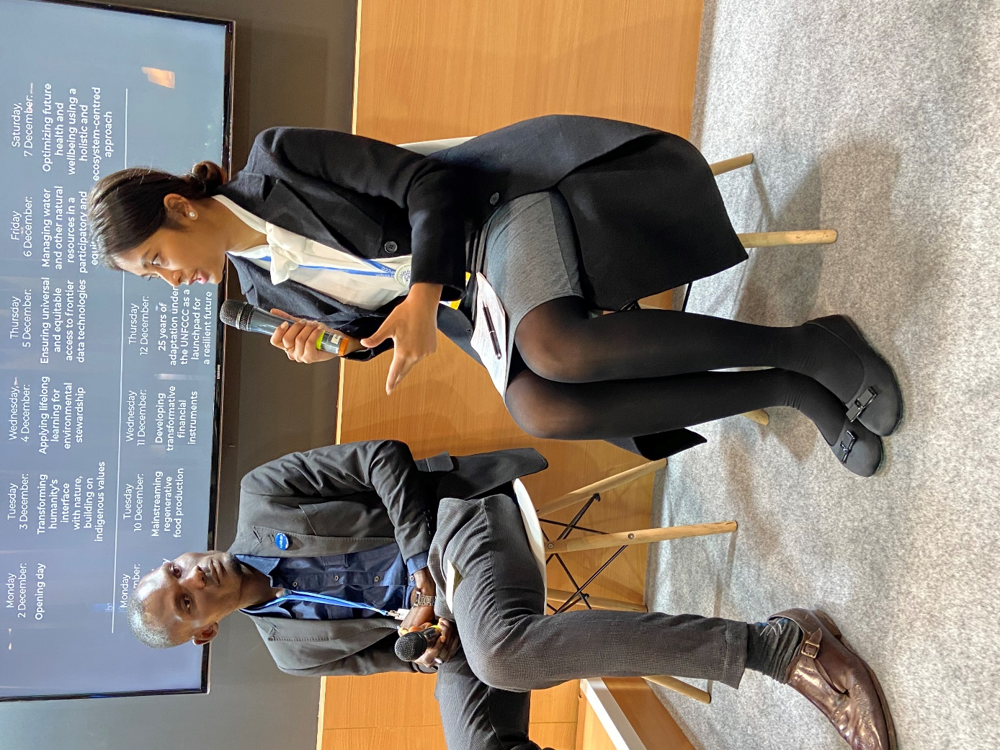 Monday
2 December:
Opening day
Tuesday
3 December:
Transforming
humanity's
interface
with nature,
building on
indigenous values
Wednesday,
4 December:
Applying lifelong
learning for
environmental
stewardship
Thursday
5 December:
Ensuring universal
and equitable
access to frontier
data technologies
Friday
6 December:
Managing water
and other natural
resources in a
participatory and
Saturday,
7 December:
Optimizing future
health and
wellbeing using a
holistic and
ecosystem-centred
approach
Monday
Tuesday
10 December:
Mainstreaming
regenerative
food production
Wednesday
11 December:
Developing
transformative
financial
instruments
Thursday
12 December:
25 years of
adaptation under
the UNFCCC as a
launchpad for
a resilient future
SAMSUNG